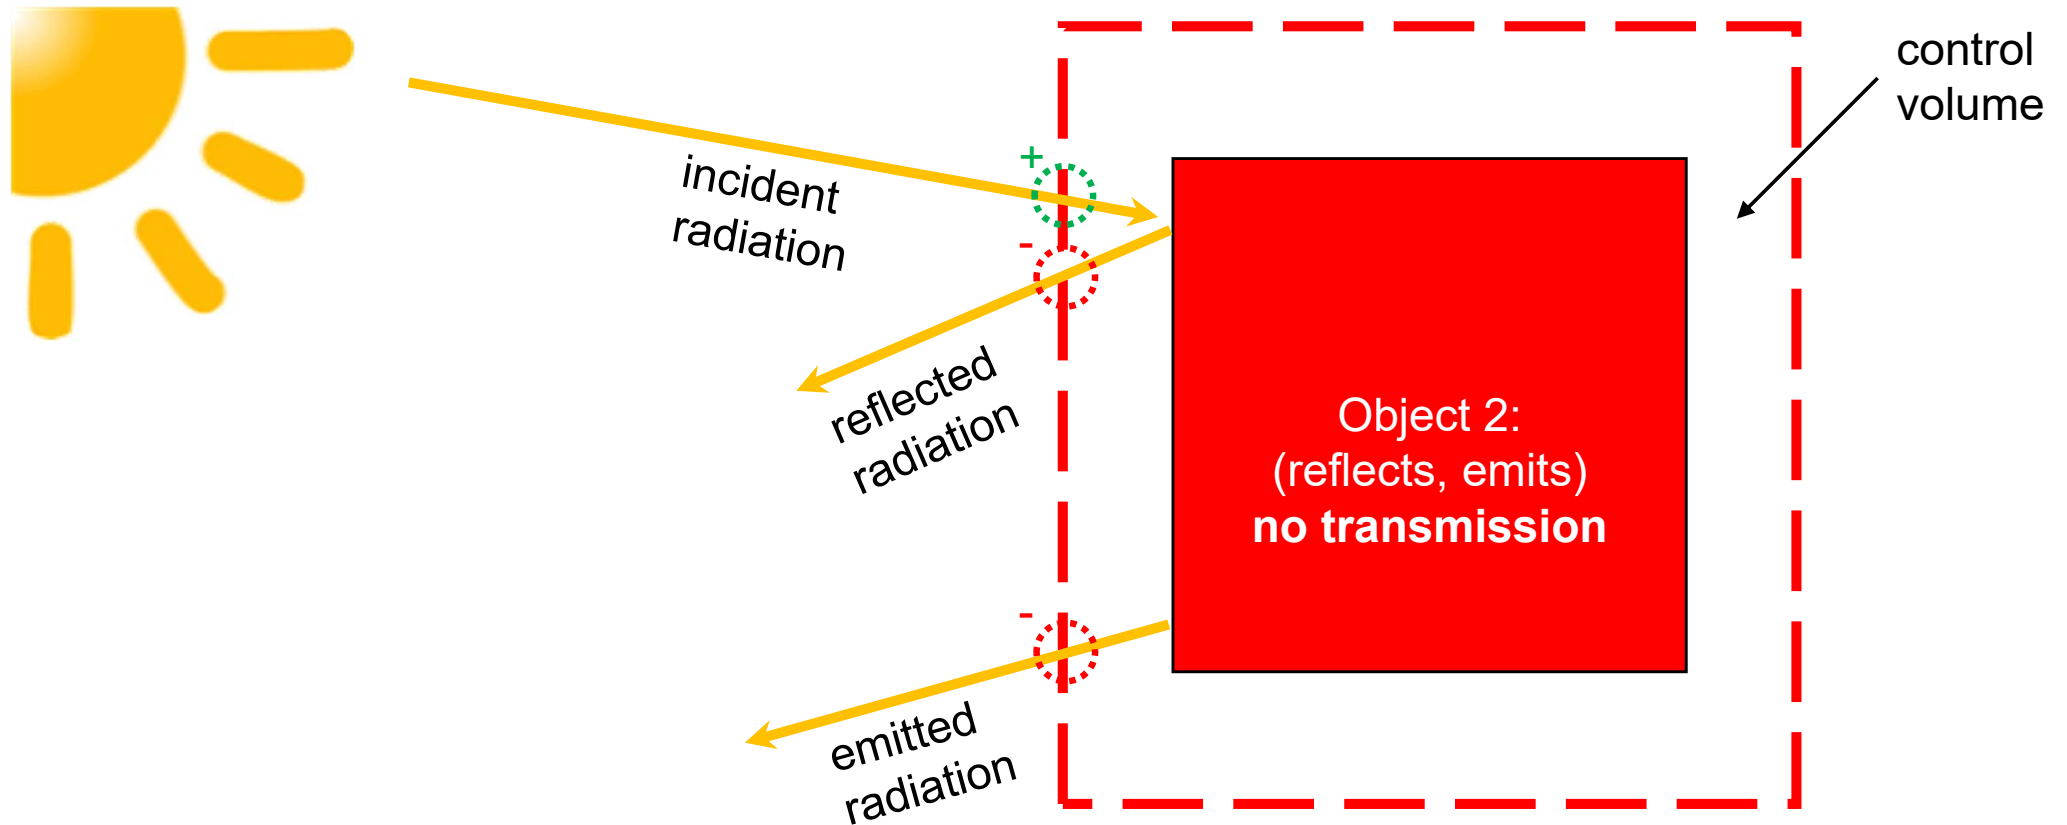 control
volume
+
incident
radiation
-
reflected
radiation
Object 2:
(reflects, emits)
no transmission
-
emitted
radiation